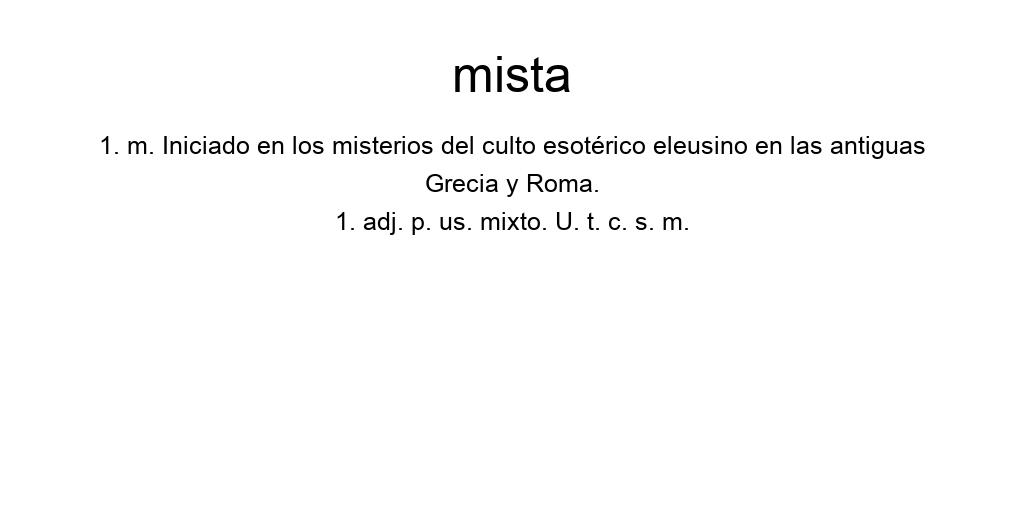 mista
1. m. Iniciado en los misterios del culto esotérico eleusino en las antiguas
Grecia y Roma.
1. adj. p. us. mixto. U. t. c. s. m.